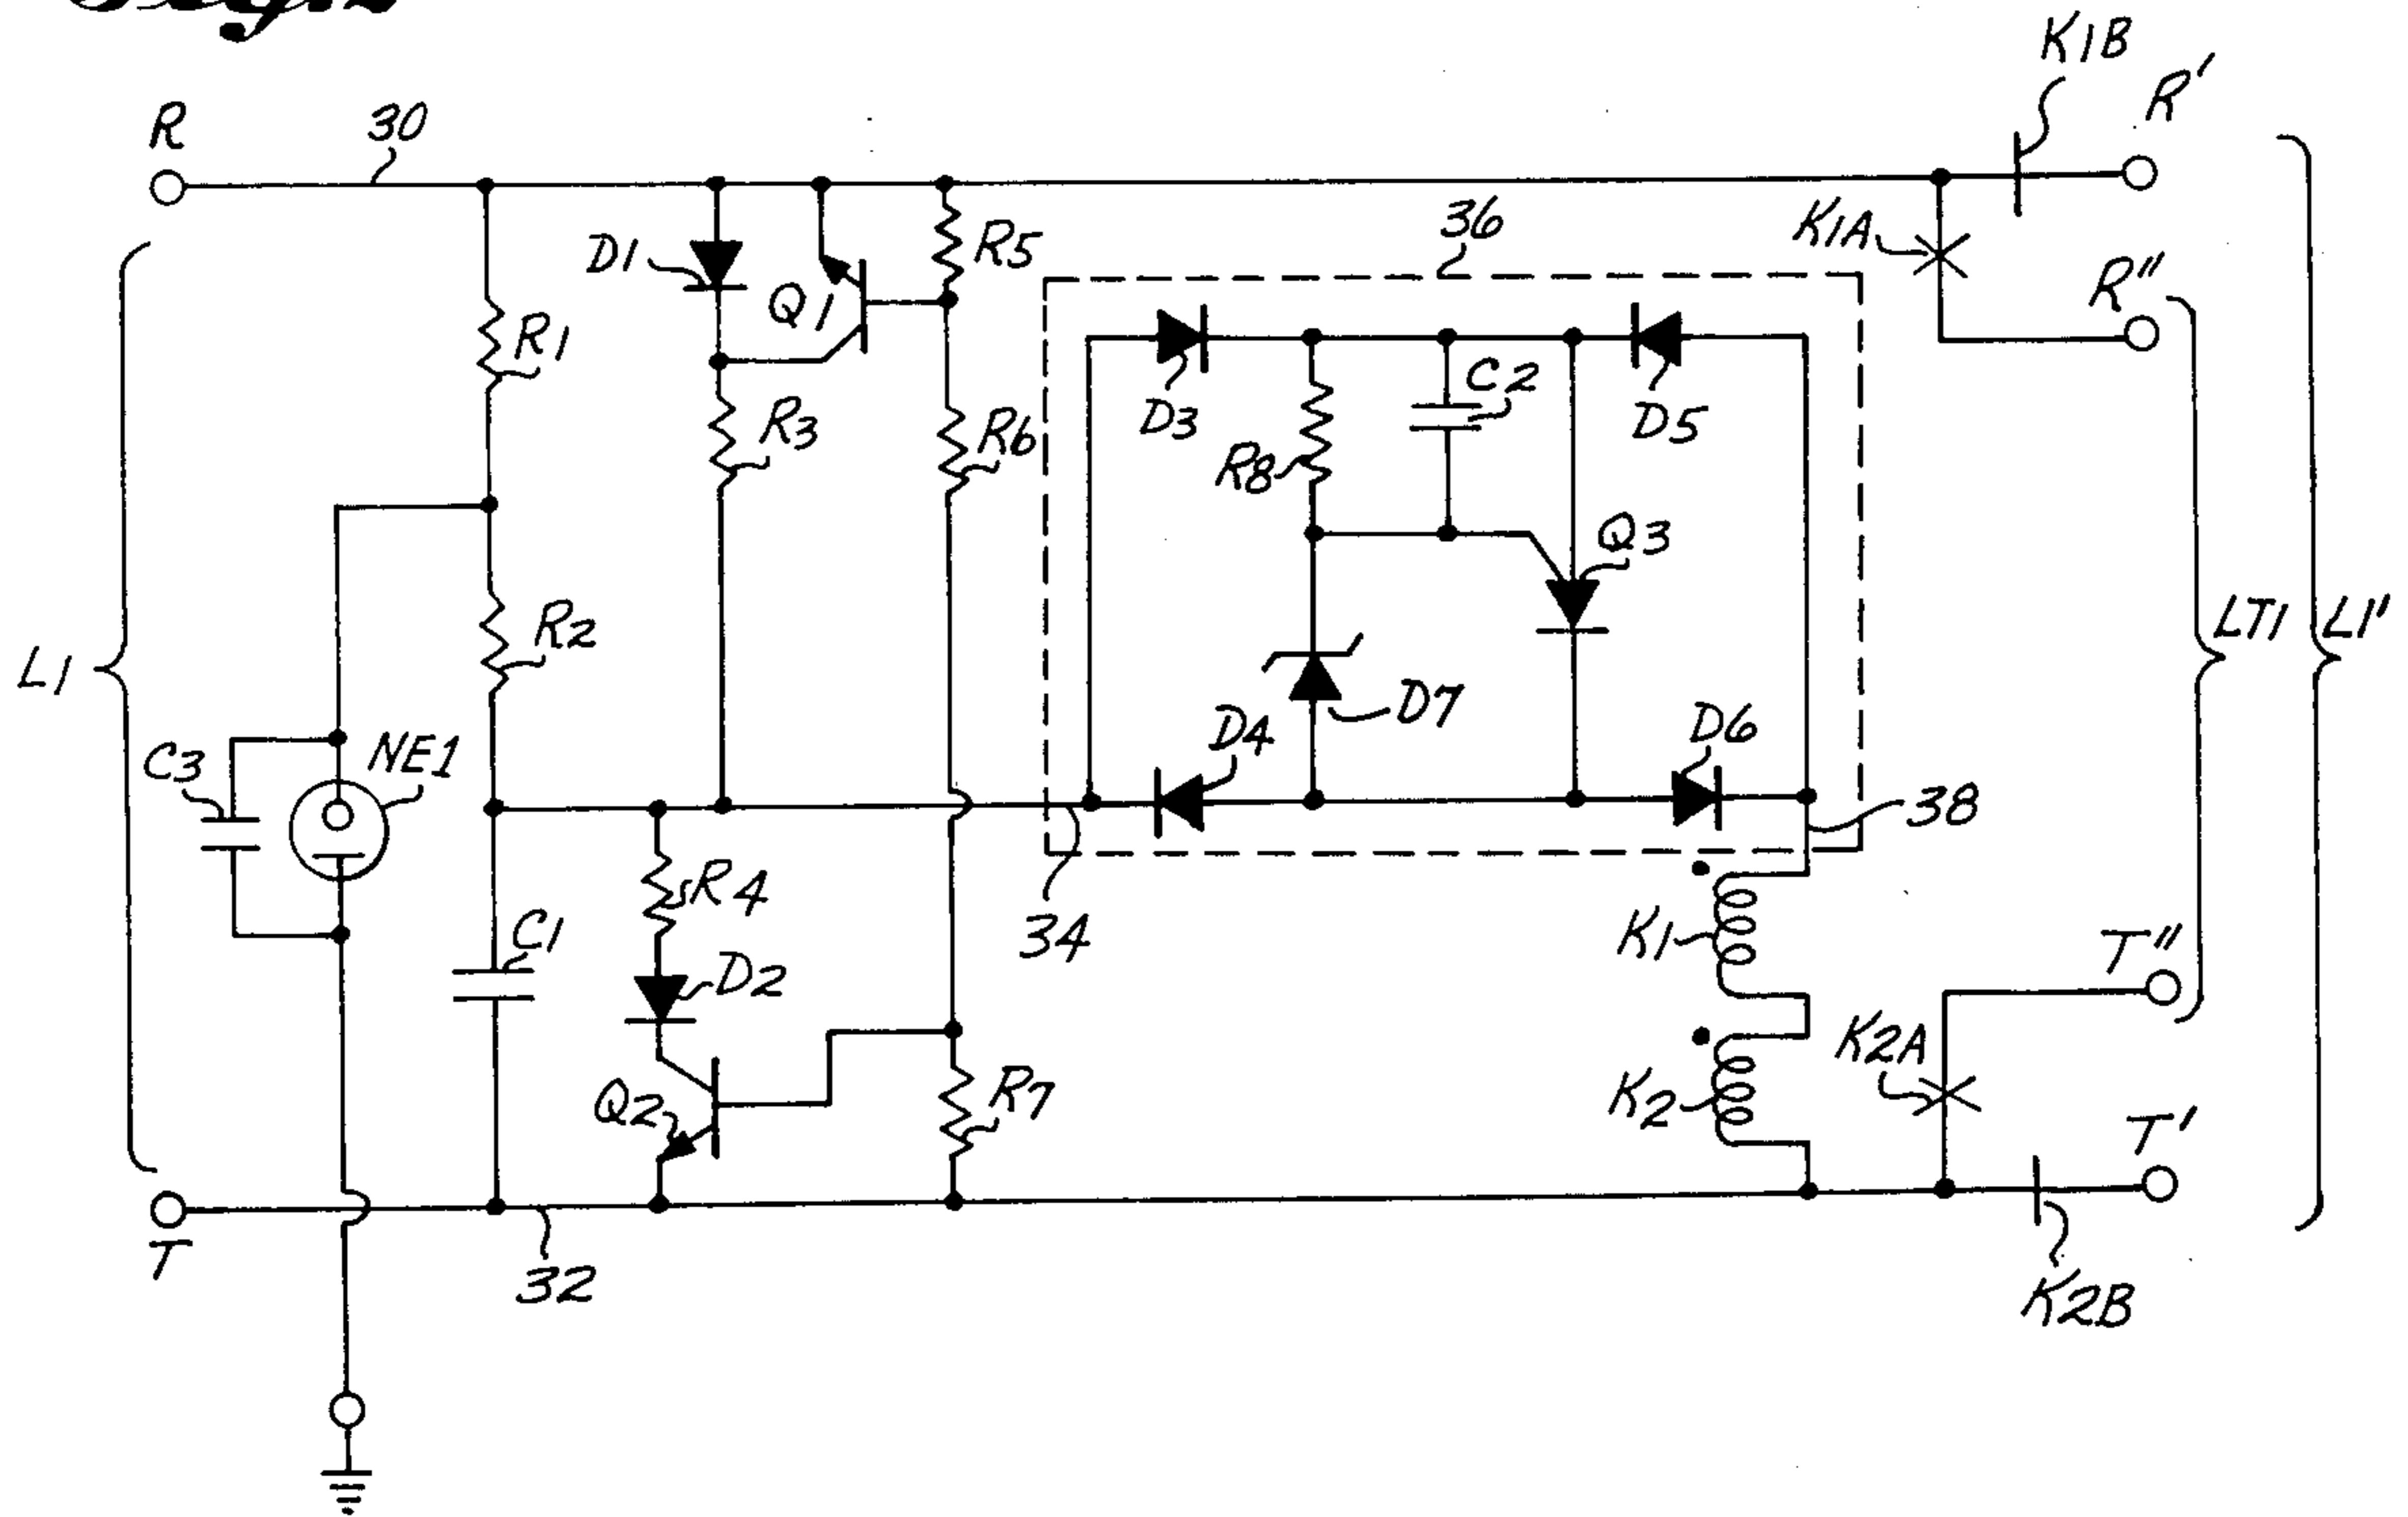 K1B
R'
R
30
36
K1A
R"
D1
Q1
R5
R1
C2
D3
D5
R3
R6
R8
Q3
R2
LT1
L1'
L1
D7
D4
D6
C3
NE1
38
R4
C1
34
K1
T"
D2
K2A
Q2
R7
K2
T'
T
32
K2B